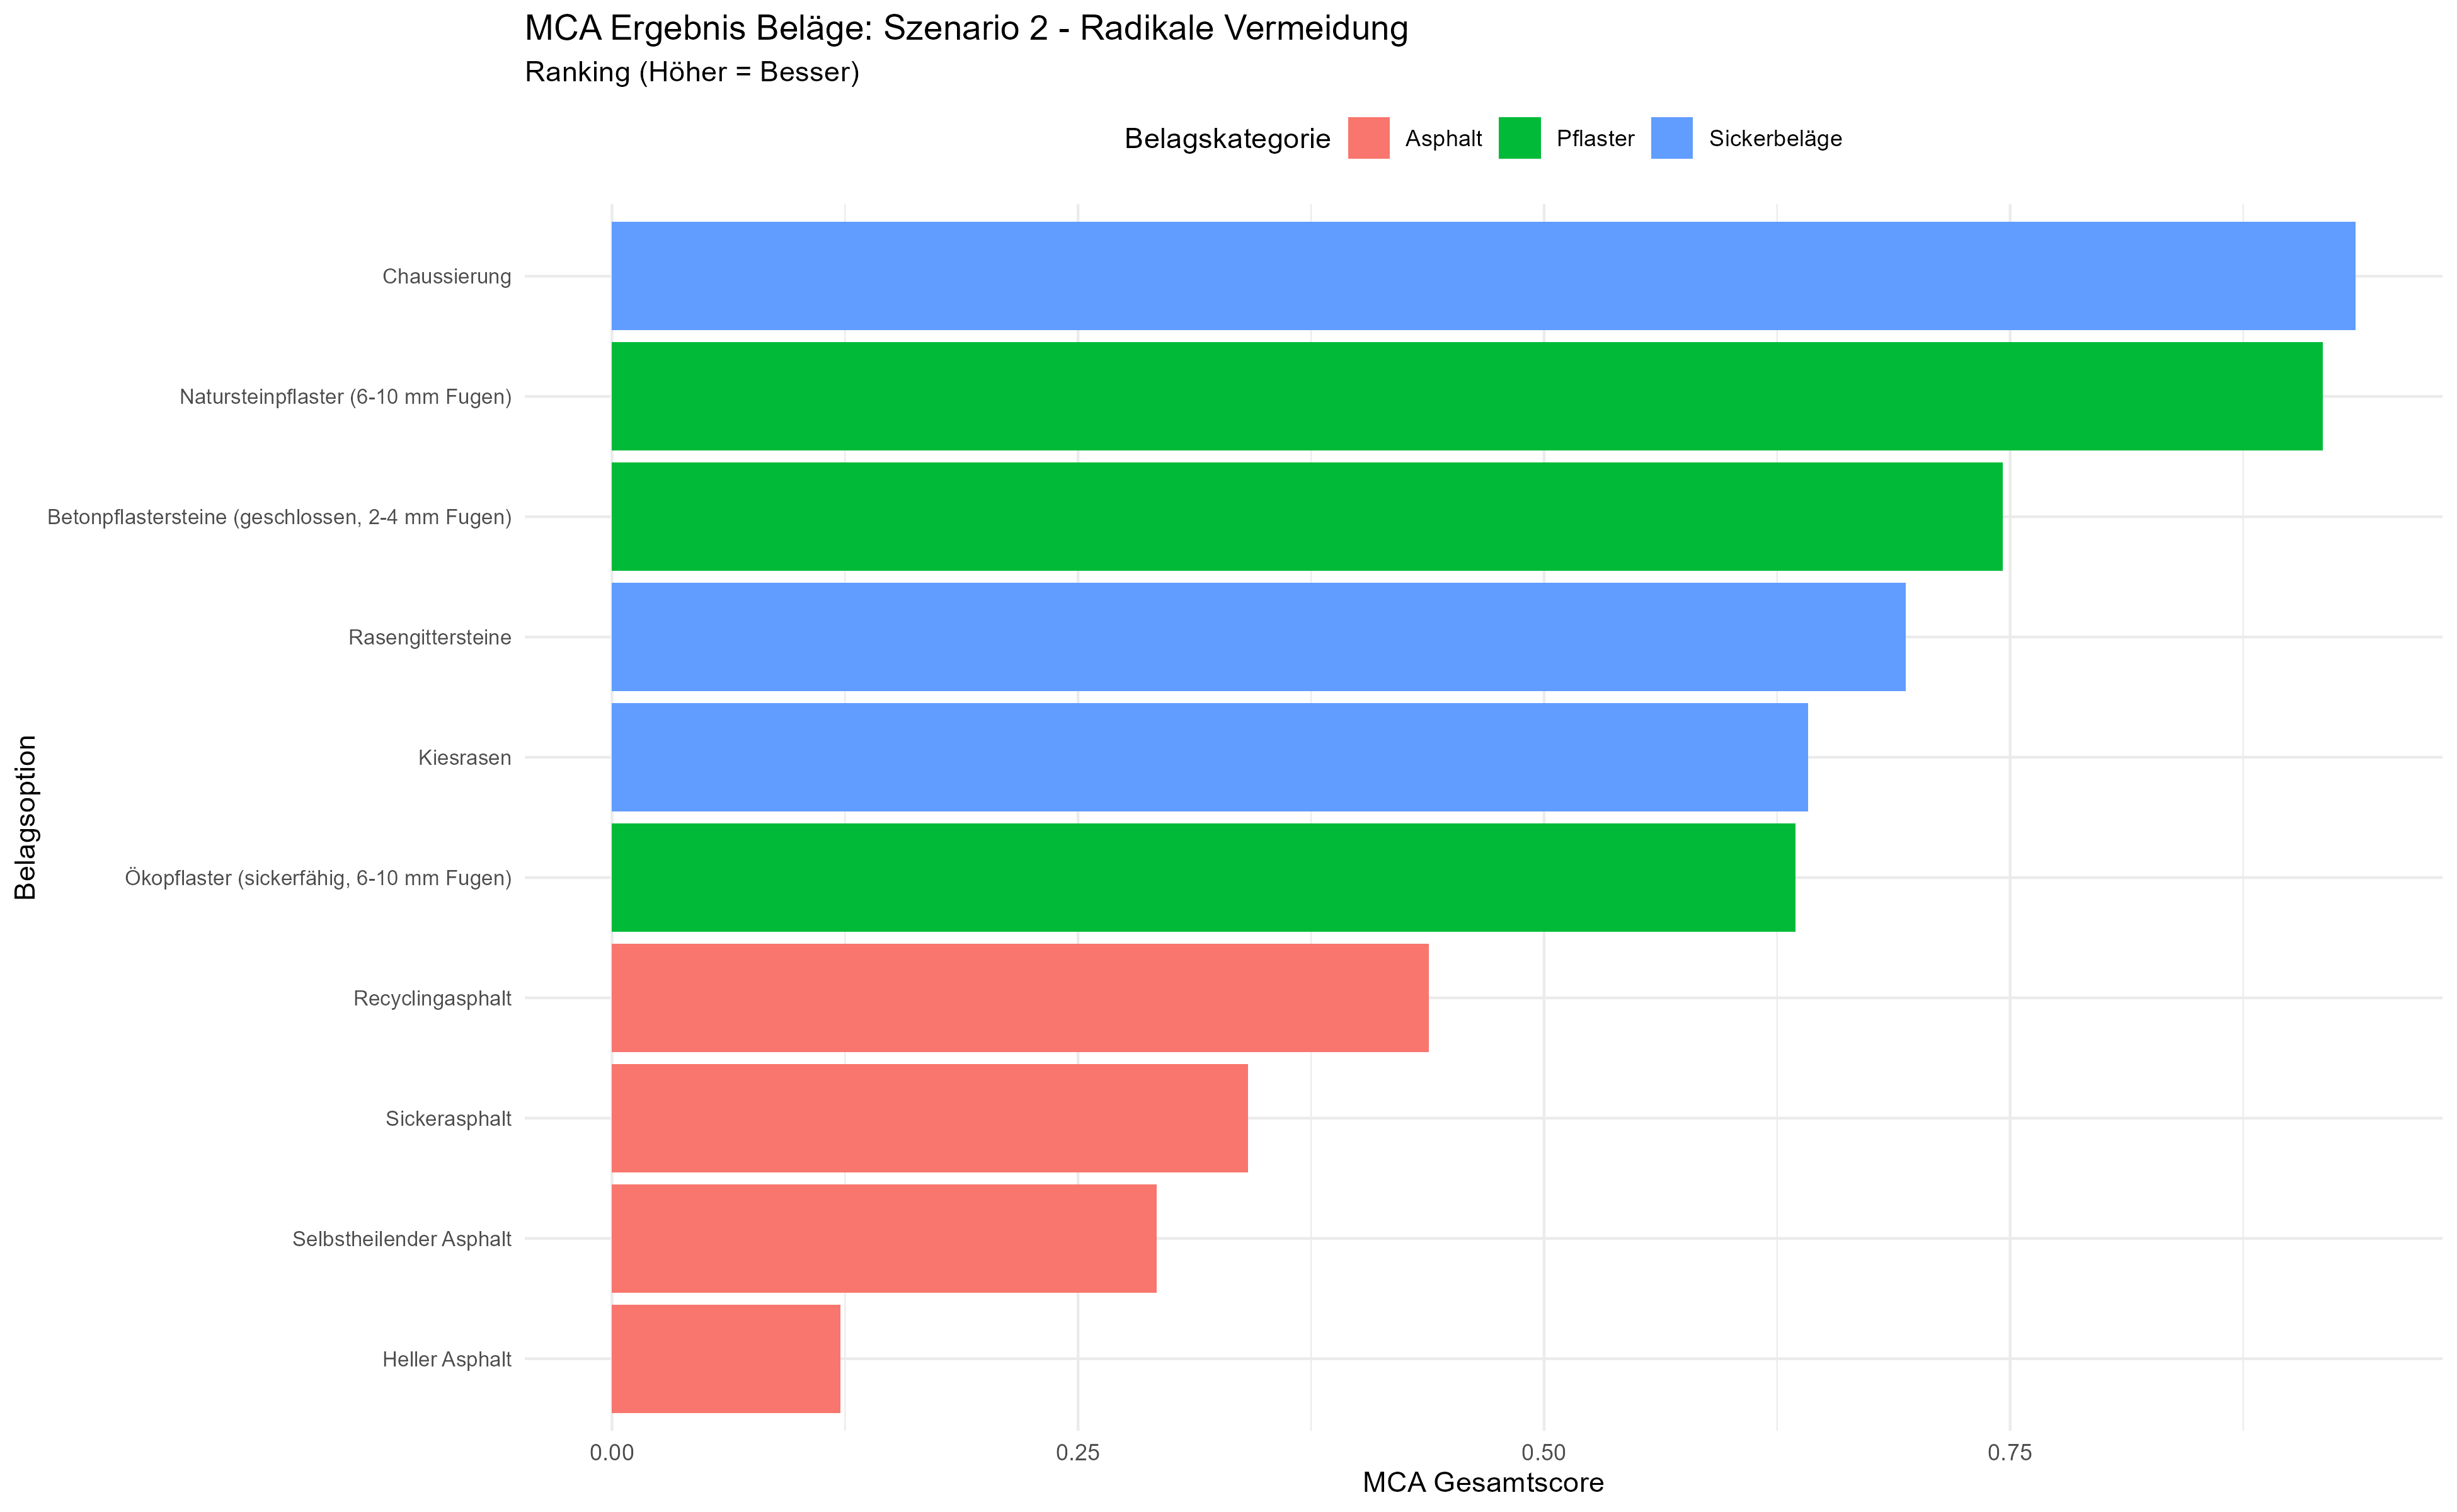 MCA Ergebnis Beläge: Szenario 2 - Radikale Vermeidung
Ranking (Höher = Besser)
Belagskategorie
Asphalt
Pflaster
Sickerbeläge
Belagsoption
Chaussierung
Natursteinpflaster (6-10 mm Fugen)
Betonpflastersteine (geschlossen, 2-4 mm Fugen)
Rasengittersteine
Kiesrasen
Ökopflaster (sickerfähig, 6-10 mm Fugen)
Recyclingasphalt
Sickerasphalt
Selbstheilender Asphalt
Heller Asphalt
0.00
0.25
0.50
0.75
MCA Gesamtscore